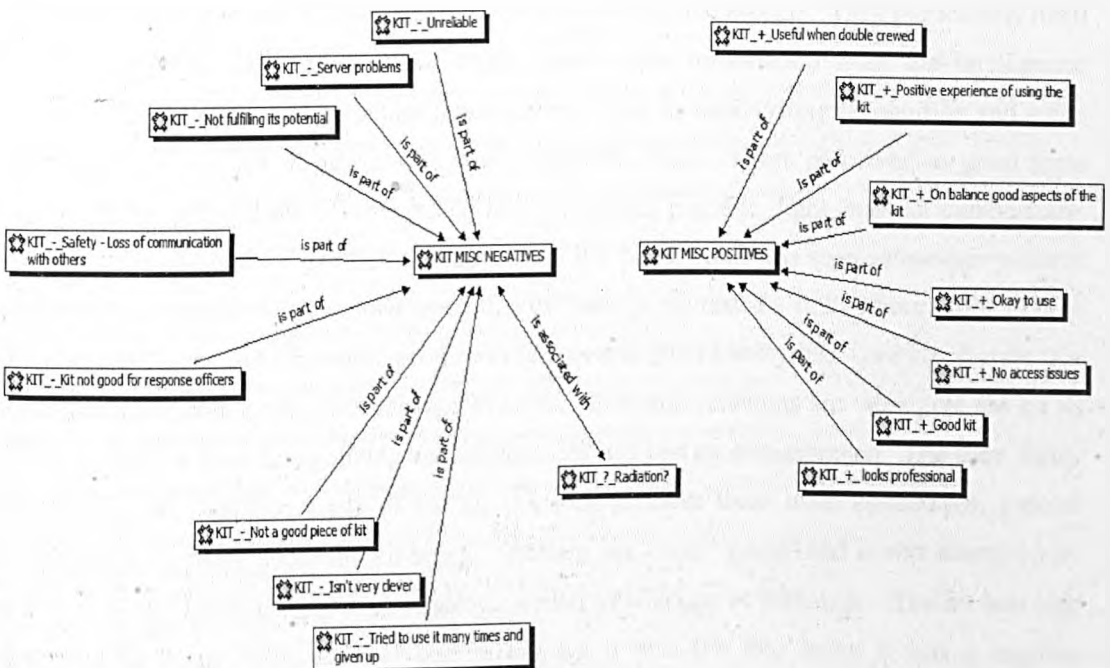 KIT_-_Unreliable
KIT_+_Useful when double crewed
KIT_-_Server problems
KIT_+_Positive experience of using the
kit
KIT_-_Not fulfilling its potential
is part of
is part of
is part of
is part of
is part of
KIT_+_On balance good aspects of the
kit
KIT_-_Safety - Loss of communication
with others
is part of
is part of
KIT MISC NEGATIVES
KIT MISC POSITIVES
is part of
is part of
KIT_+_Okay to use
is part of
is part of
is part of
KIT_-_Kit not good for response officers
is part of
is part of
is part of
is associated with
KIT_+_No access issues
KIT_+_Good kit
KIT_?_Radiation?
KIT_+_looks professional
KIT_-_Not a good piece of kit
KIT_-_Isn't very clever
KIT_-_Tried to use it many times and
given up